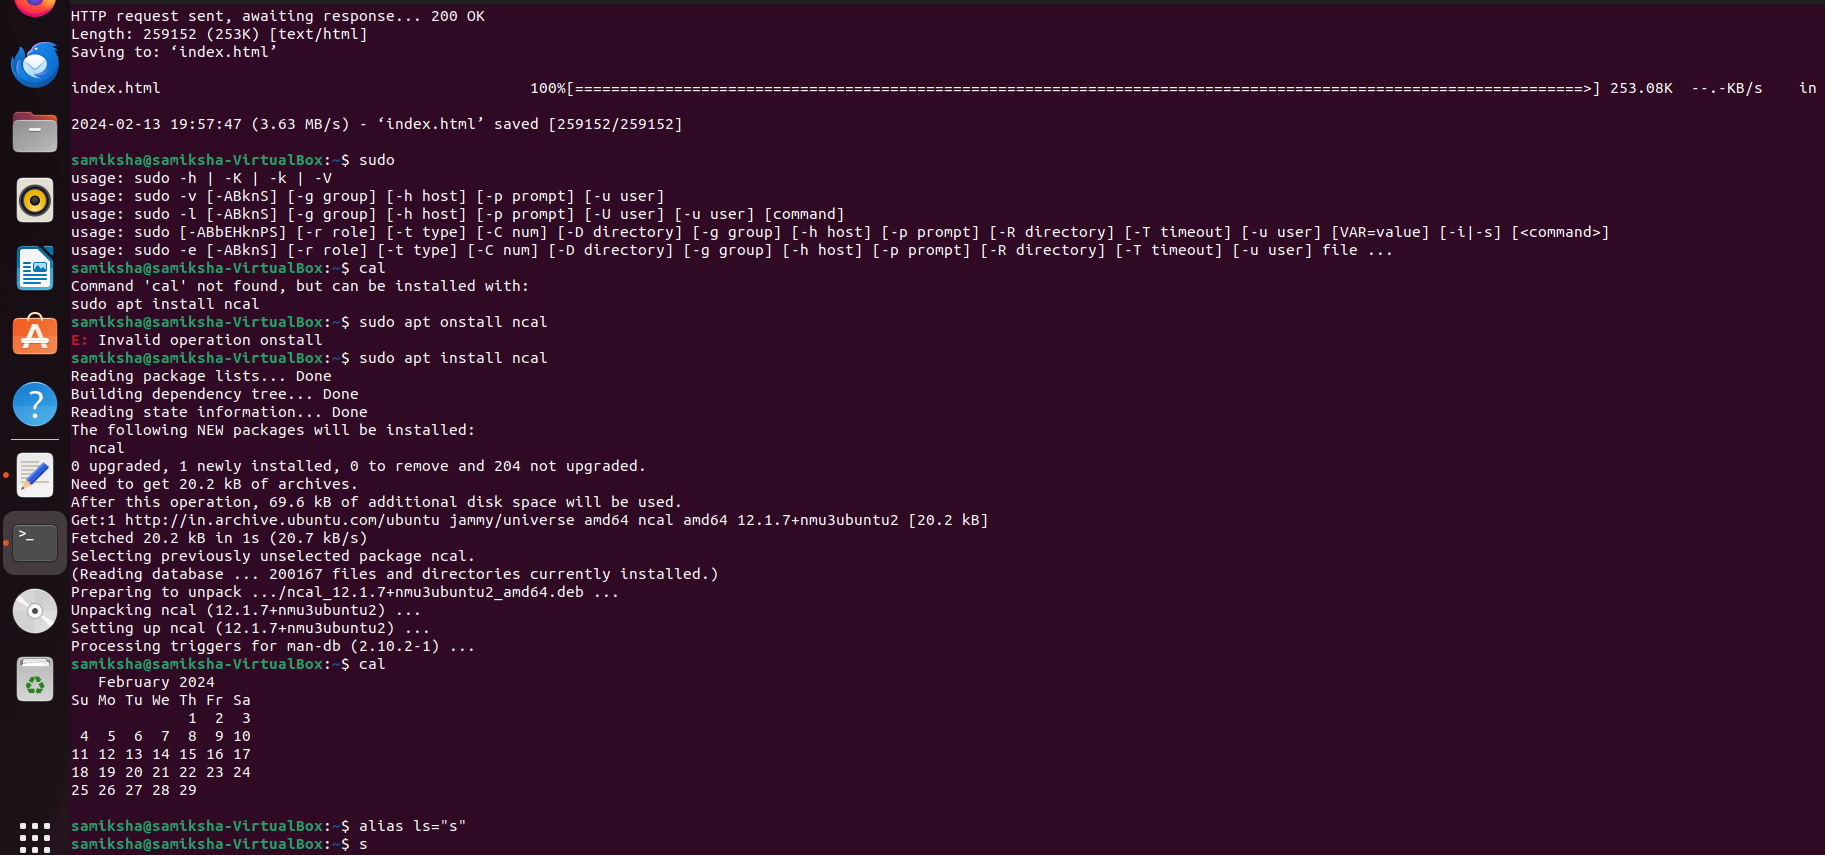 HTTP request sent, awaiting response... 200 OK
Length: 259152 (253K) [text/html]
Saving to: ‘index.html’
index.html 100%[================================================================================================================>] 253.08K --.-KB/s in
2024-02-13 19:57:47 (3.63 MB/s) - ‘index.html’ saved [259152/259152]
samiksha@samiksha-VirtualBox:~$ sudo
usage: sudo -h | -K | -k | -V
usage: sudo -v [-ABknS] [-g group] [-h host] [-p prompt] [-u user]
usage: sudo -l [-ABknS] [-g group] [-h host] [-p prompt] [-U user] [-u user] [command]
usage: sudo [-ABbEHknPS] [-r role] [-t type] [-C num] [-D directory] [-g group] [-h host] [-p prompt] [-R directory] [-T timeout] [-u user] [VAR=value] [-i|-s] [<command>]
usage: sudo -e [-ABknS] [-r role] [-t type] [-C num] [-D directory] [-g group] [-h host] [-p prompt] [-R directory] [-T timeout] [-u user] file ...
samiksha@samiksha-VirtualBox:~$ cal
Command 'cal' not found, but can be installed with:
sudo apt install ncal
samiksha@samiksha-VirtualBox:~$ sudo apt onstall ncal
E: Invalid operation onstall
samiksha@samiksha-VirtualBox:~$ sudo apt install ncal
Reading package lists... Done
Building dependency tree... Done
Reading state information... Done
The following NEW packages will be installed:
  ncal
0 upgraded, 1 newly installed, 0 to remove and 204 not upgraded.
Need to get 20.2 kB of archives.
After this operation, 69.6 kB of additional disk space will be used.
Get:1 http://in.archive.ubuntu.com/ubuntu jammy/universe amd64 ncal amd64 12.1.7+nmu3ubuntu2 [20.2 kB]
Fetched 20.2 kB in 1s (20.7 kB/s)
Selecting previously unselected package ncal.
(Reading database ... 200167 files and directories currently installed.)
Preparing to unpack .../ncal_12.1.7+nmu3ubuntu2_amd64.deb ...
Unpacking ncal (12.1.7+nmu3ubuntu2) ...
Setting up ncal (12.1.7+nmu3ubuntu2) ...
Processing triggers for man-db (2.10.2-1) ...
samiksha@samiksha-VirtualBox:~$ cal
   February 2024
Su Mo Tu We Th Fr Sa
             1  2  3
 4  5  6  7  8  9 10
11 12 13 14 15 16 17
18 19 20 21 22 23 24
25 26 27 28 29
samiksha@samiksha-VirtualBox:~$ alias ls="s"
samiksha@samiksha-VirtualBox:~$ s